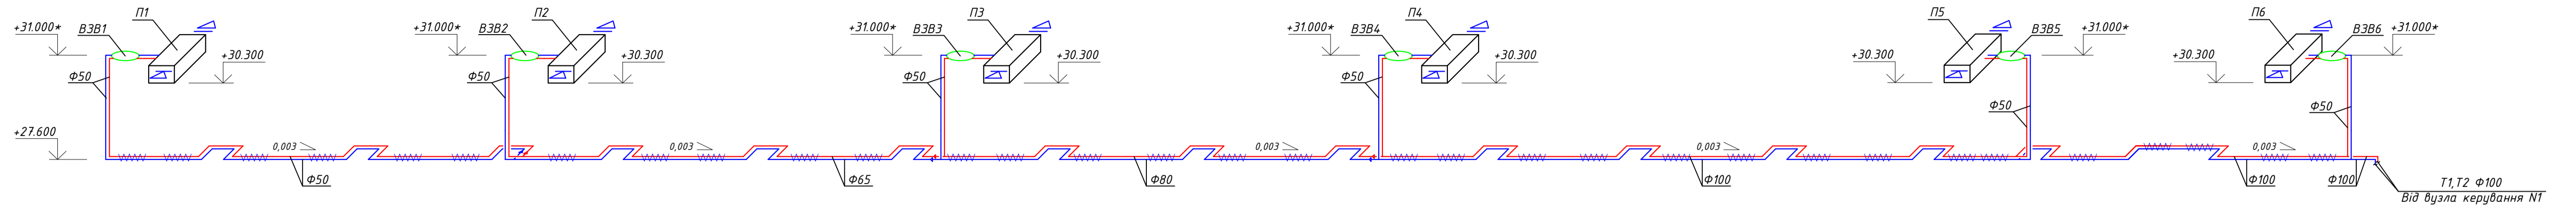 П1
П2
П3
П4
П5
П6
+31.000*
ВЗВ1
+31.000*
ВЗВ2
+31.000*
ВЗВ3
+31.000*
ВЗВ4
ВЗВ5
+31.000*
ВЗВ6
+31.000*
+30.300
+30.300
+30.300
+30.300
+30.300
+30.300
Ф50
Ф50
Ф50
Ф50
Ф50
Ф50
+27.600
0,003
0,003
0,003
0,003
0,003
Ф50
Ф65
Ф80
Ф100
Ф100
Ф100
Т1,Т2 Ф100
Від вузла керування N1